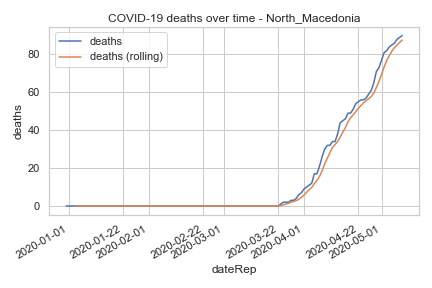 COVID-19 deaths over time - North_Macedonia
deaths
deaths (rolling)
80
60
40
20
0
deaths
2020-01-01
2020-01-22
2020-02-01
2020-02-22
2020-03-01
2020-03-22
2020-04-01
2020-04-22
2020-05-01
dateRep